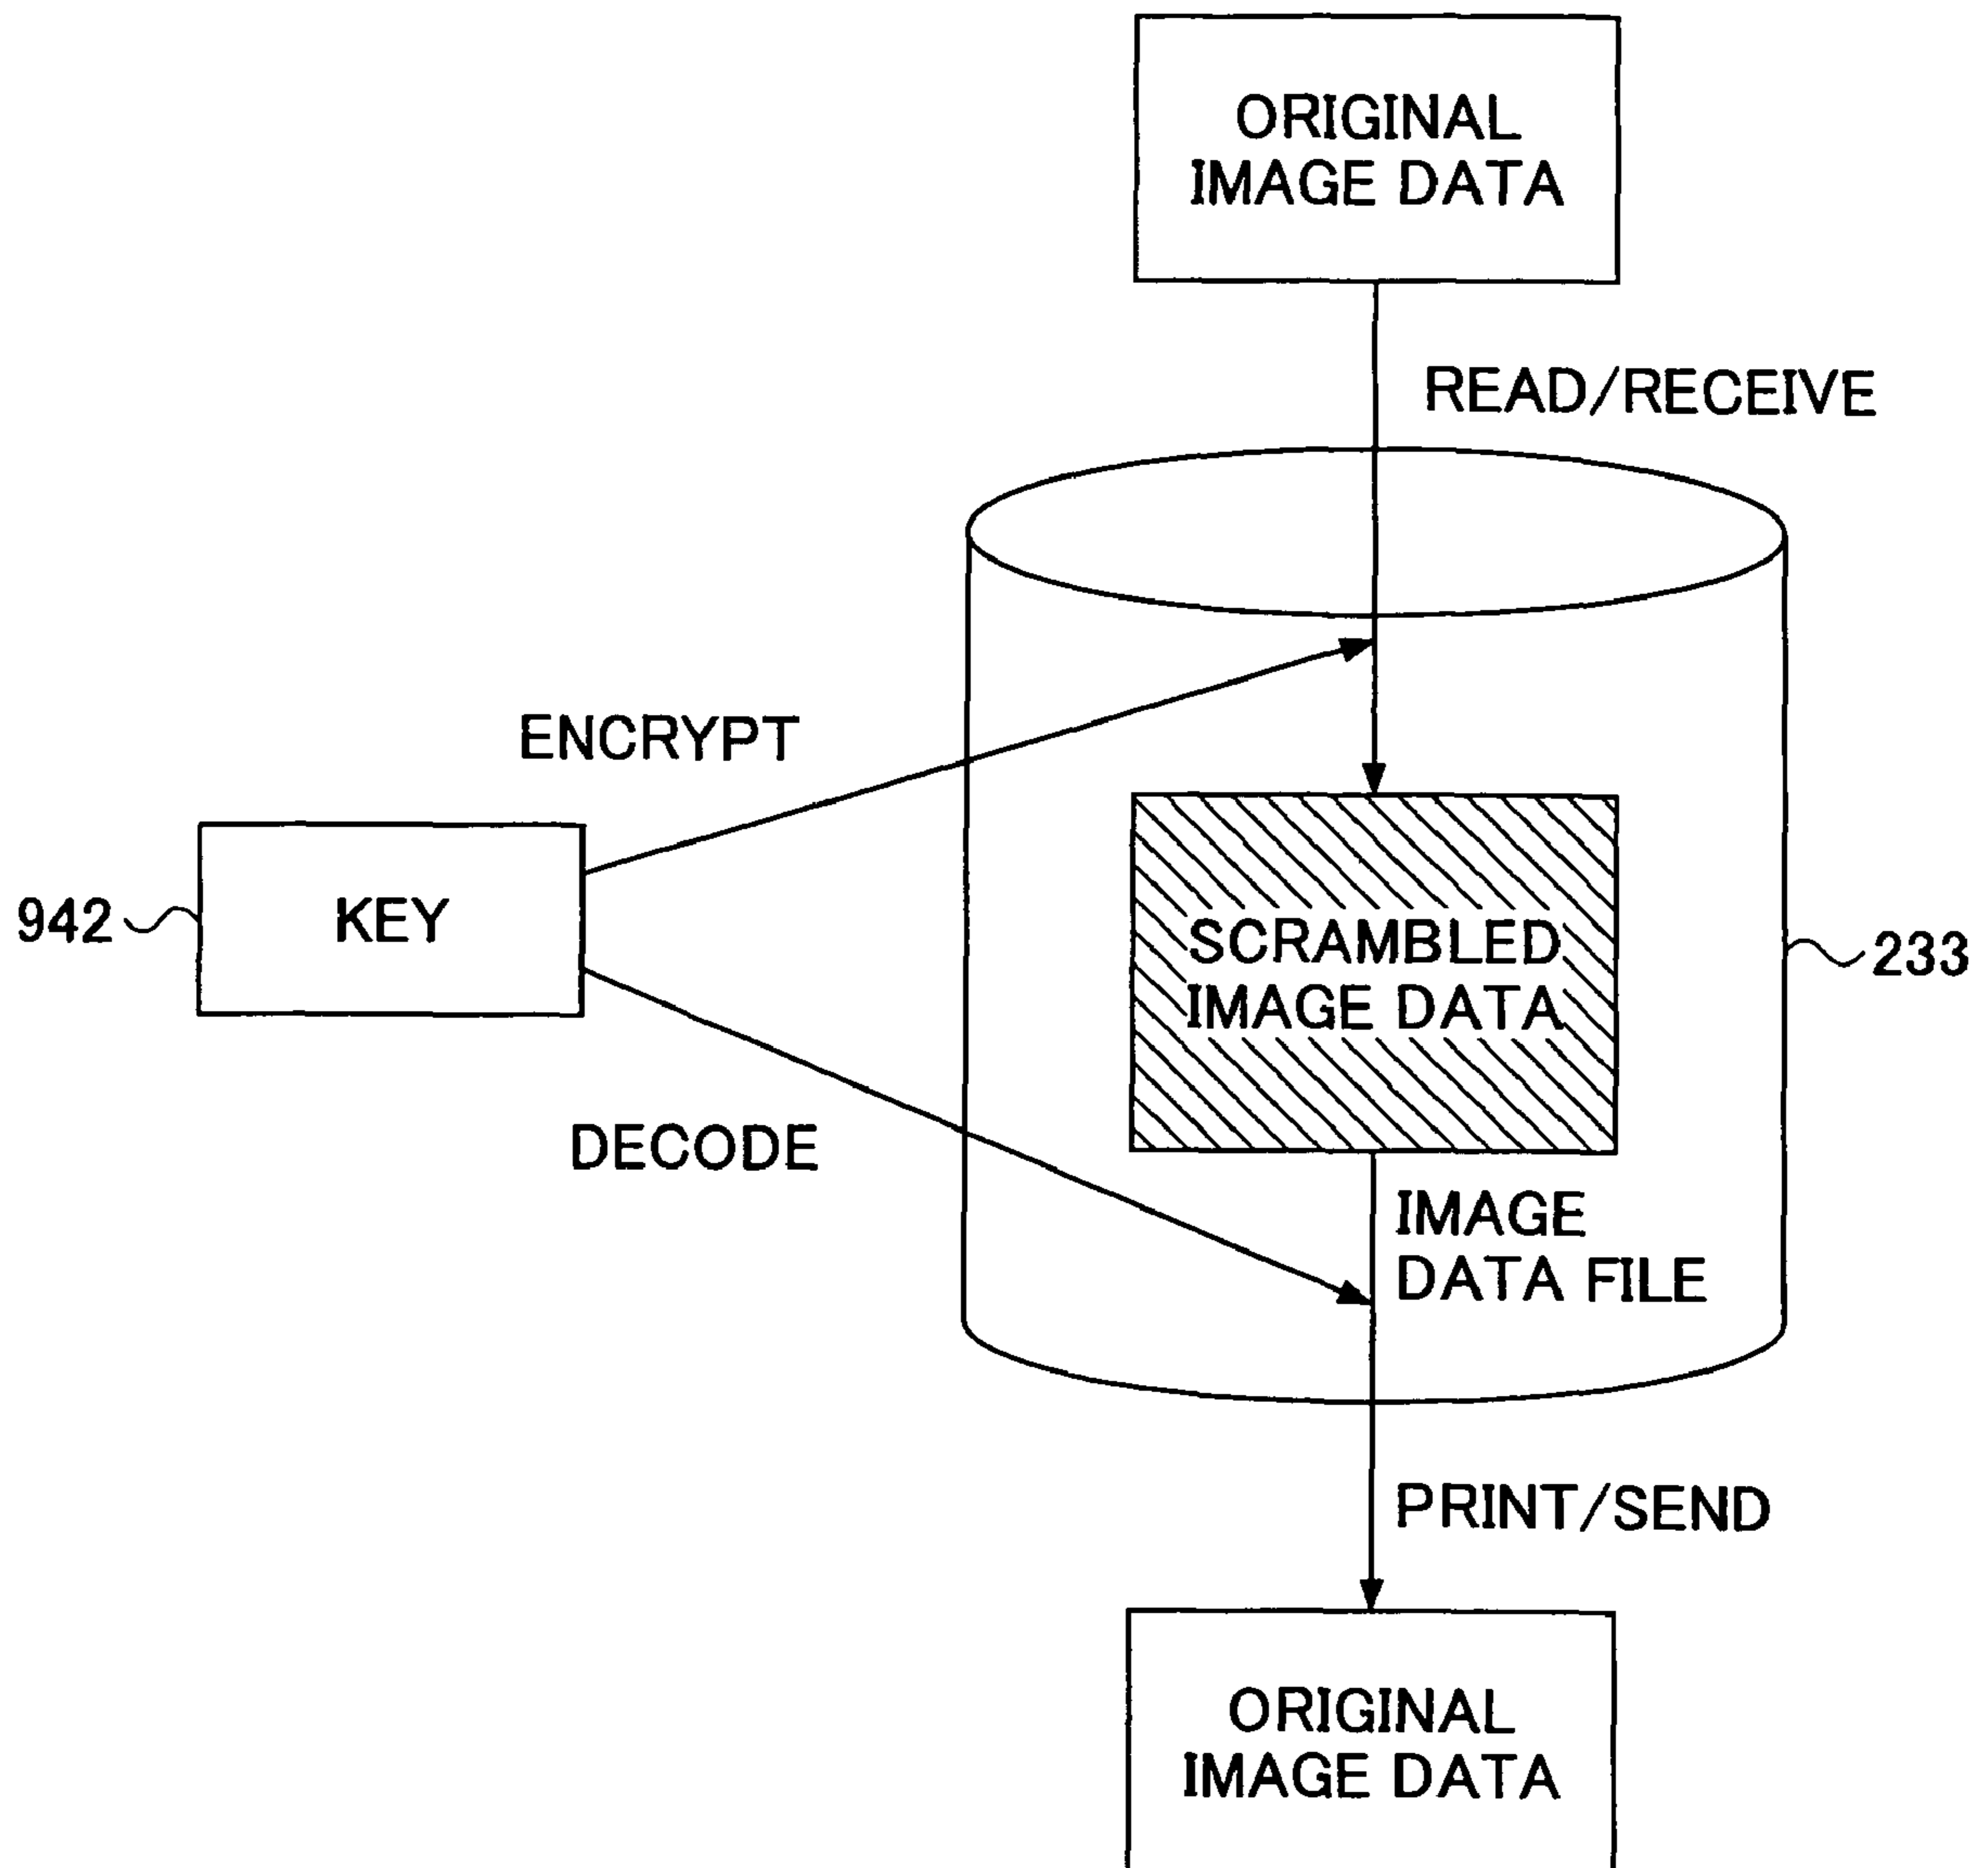 ORIGINAL
IMAGE DATA
READ/RECEIVE
ENCRYPT
942
KEY
SCRAMBLED
IMAGE DATA
233
DECODE
IMAGE
DATA FILE
PRINT/SEND
ORIGINAL
IMAGE DATA